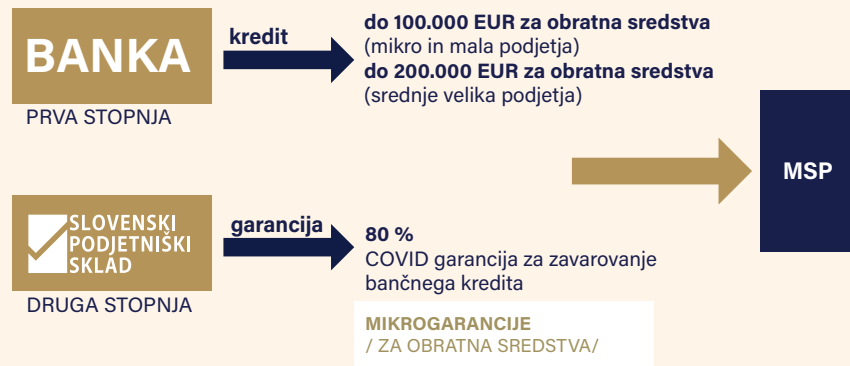 BANKA
PRVA STOPNJA
kredit
do 100.000 EUR za obratna sredstva
(mikro in mala podjetja)
do 200.000 EUR za obratna sredstva
(srednje velika podjetja)
MSP
SLOVENSKI
PODJETNIŠKI
SKLAD
DRUGA STOPNJA
garancija
80 %
COVID garancija za zavarovanje
bančnega kredita
MIKROGARANCIJE
/ ZA OBRATNA SREDSTVA/